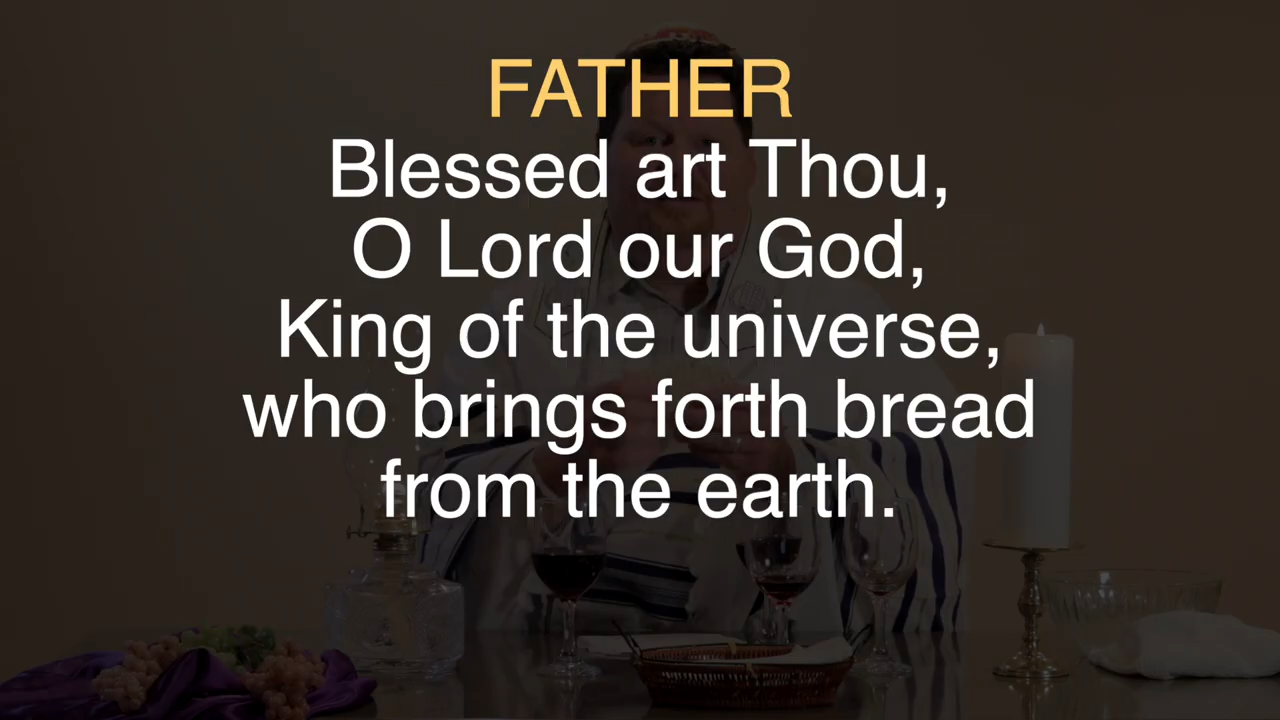 FATHER
Blessed art Thou,
O Lord our God,
King of the universe,
who brings forth bread
from the earth.